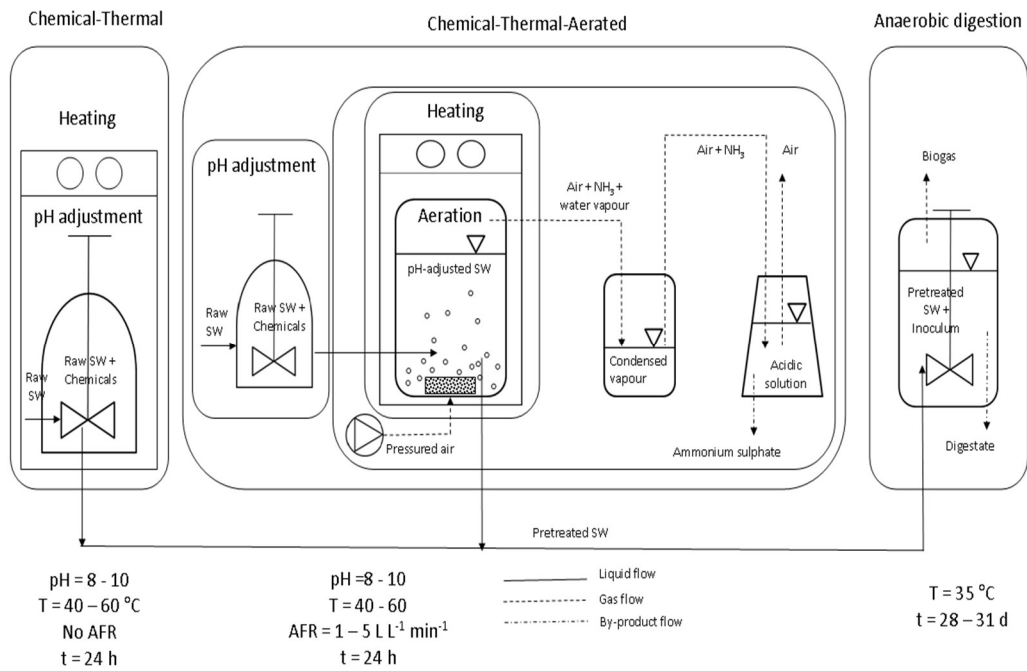 Chemical-Thermal
Chemical-Thermal-Aerated
Anaerobic digestion
Heating
pH adjustment
Raw SW + Chemicals
Raw
SW
pH adjustment
Raw
SW
Raw SW +
Chemicals
Heating
Aeration
pH-adjusted SW
Pressured air
Air + NH₃ +
water vapour
Condensed
vapour
Air + NH₃
Air
Acidic
solution
Ammonium sulphate
Biogas
Pretreated
SW +
Inoculum
Digestate
Pretreated SW
pH = 8 - 10
T = 40 – 60 °C
No AFR
t = 24 h
pH =8 - 10
T = 40 - 60
AFR = 1 – 5 L L⁻¹ min⁻¹
t = 24 h
Liquid flow
Gas flow
By-product flow
T = 35 °C
t = 28 – 31 d